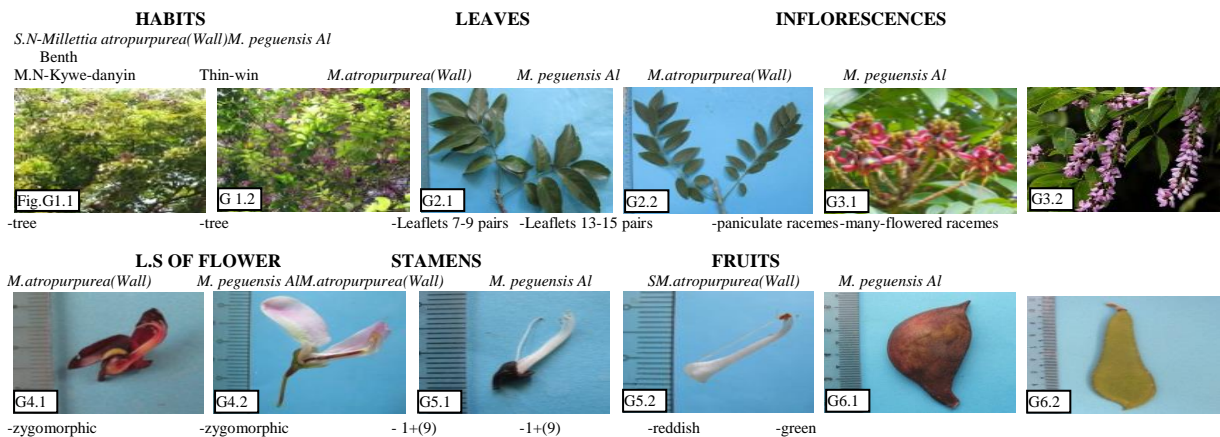 HABITS LEAVES INFLORESCENCES
S.N-Millettia atropurpurea(Wall)M. peguensis Al
Benth
M.N-Kywe-danyin Thin-win M.atropurpurea(Wall) M. peguensis Al M.atropurpurea(Wall) M. peguensis Al
Fig.G1.1 G 1.2 G2.1 G2.2 G3.1 G3.2
-tree -tree -Leaflets 7-9 pairs -Leaflets 13-15 pairs -paniculate racemes-many-flowered racemes
L.S OF FLOWER STAMENS FRUITS
M.atropurpurea(Wall) M. peguensis AlM.atropurpurea(Wall) M. peguensis Al SM.atropurpurea(Wall) M. peguensis Al
G4.1 G4.2 G5.1 G5.2 G6.1 G6.2
-zygomorphic -zygomorphic - 1+(9) -1+(9) -reddish -green